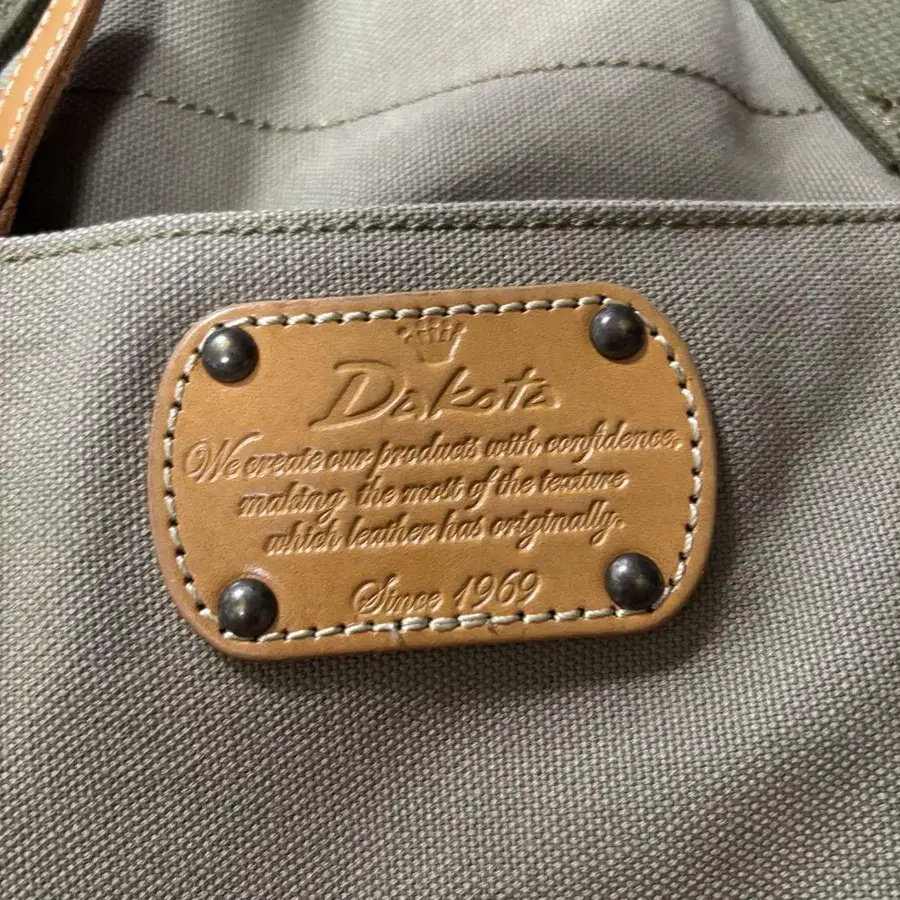 Dakota
We create our products with confidence,
making the most of the texture
which leather has originally.
Since 1969